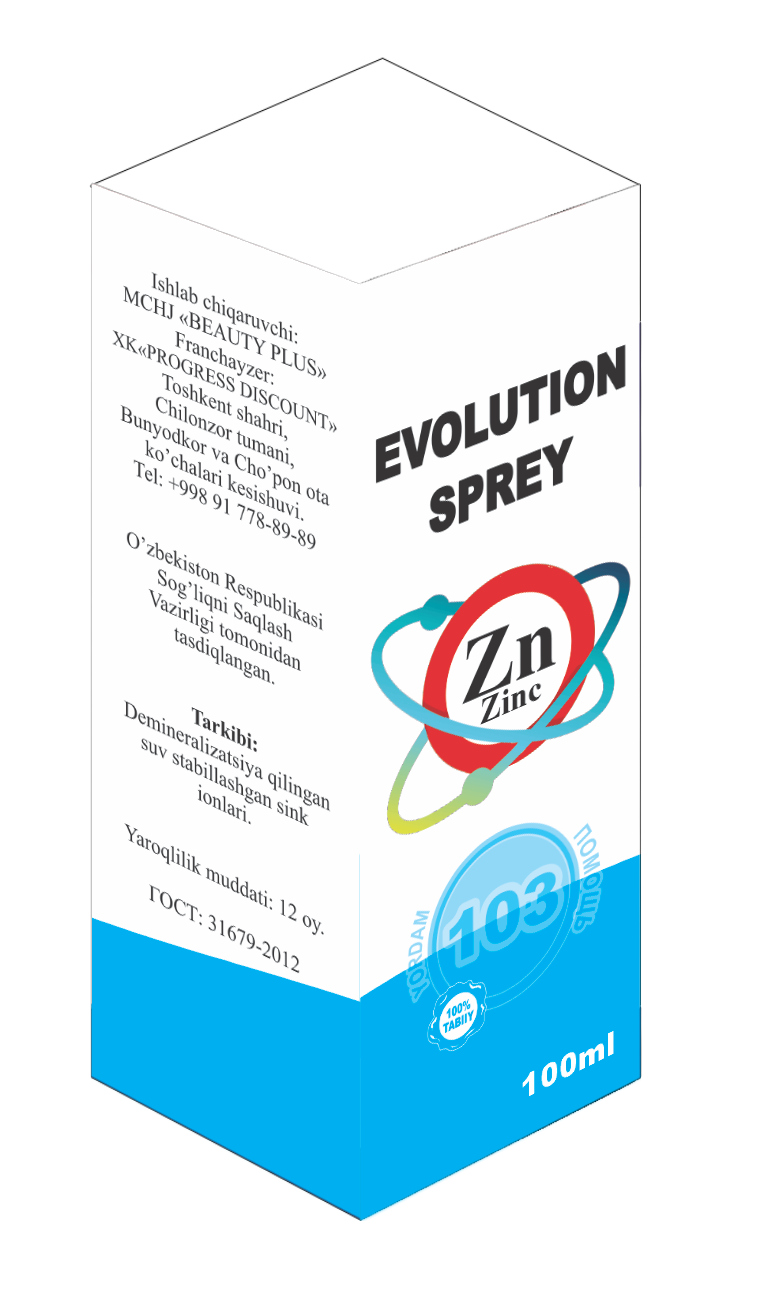 Ishlab chiqaruvchi:
MCHJ «BEAUTY PLUS»
Franchayzer:
XK«PROGRESS DISCOUNT»
Toshkent shahri,
Chilonzor tumani,
Bunyodkor va Cho’pon ota
ko’chalari kesishuvi.
Tel: +998 91 778-89-89
O’zbekiston Respublikasi
Sog’liqni Saqlash
Vazirligi tomonidan
tasdiqlangan.
Tarkibi:
Demineralizatsiya qilingan
suv stabillashgan sink
ionlari.
Yaroqlilik muddati: 12 oy.
ГОСТ: 31679-2012
EVOLUTION
SPREY
Zn
Zinc
YORDAM
103
ПОМОЩЬ
100%
TABIIY
100ml